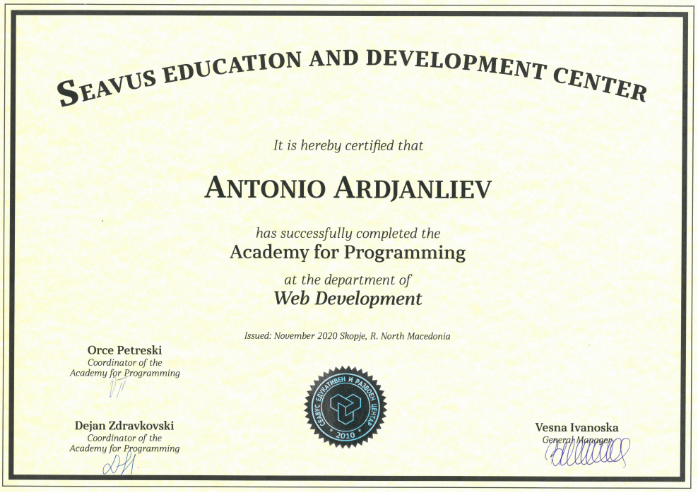 SEAVUS EDUCATION AND DEVELOPMENT CENTER
It is hereby certified that
ANTONIO ARDJANLIEV
has successfully completed the
Academy for Programming
at the department of
Web Development
Issued: November 2020 Skopje, R. North Macedonia
Orce Petreski
Coordinator of the
Academy for Programming
Dejan Zdravkovski
Coordinator of the
Academy for Programming
СЕАВУС ЕДУКАТИВЕН И РАЗВОЕН ЦЕНТАР
2010
Vesna Ivanoska
General Manager